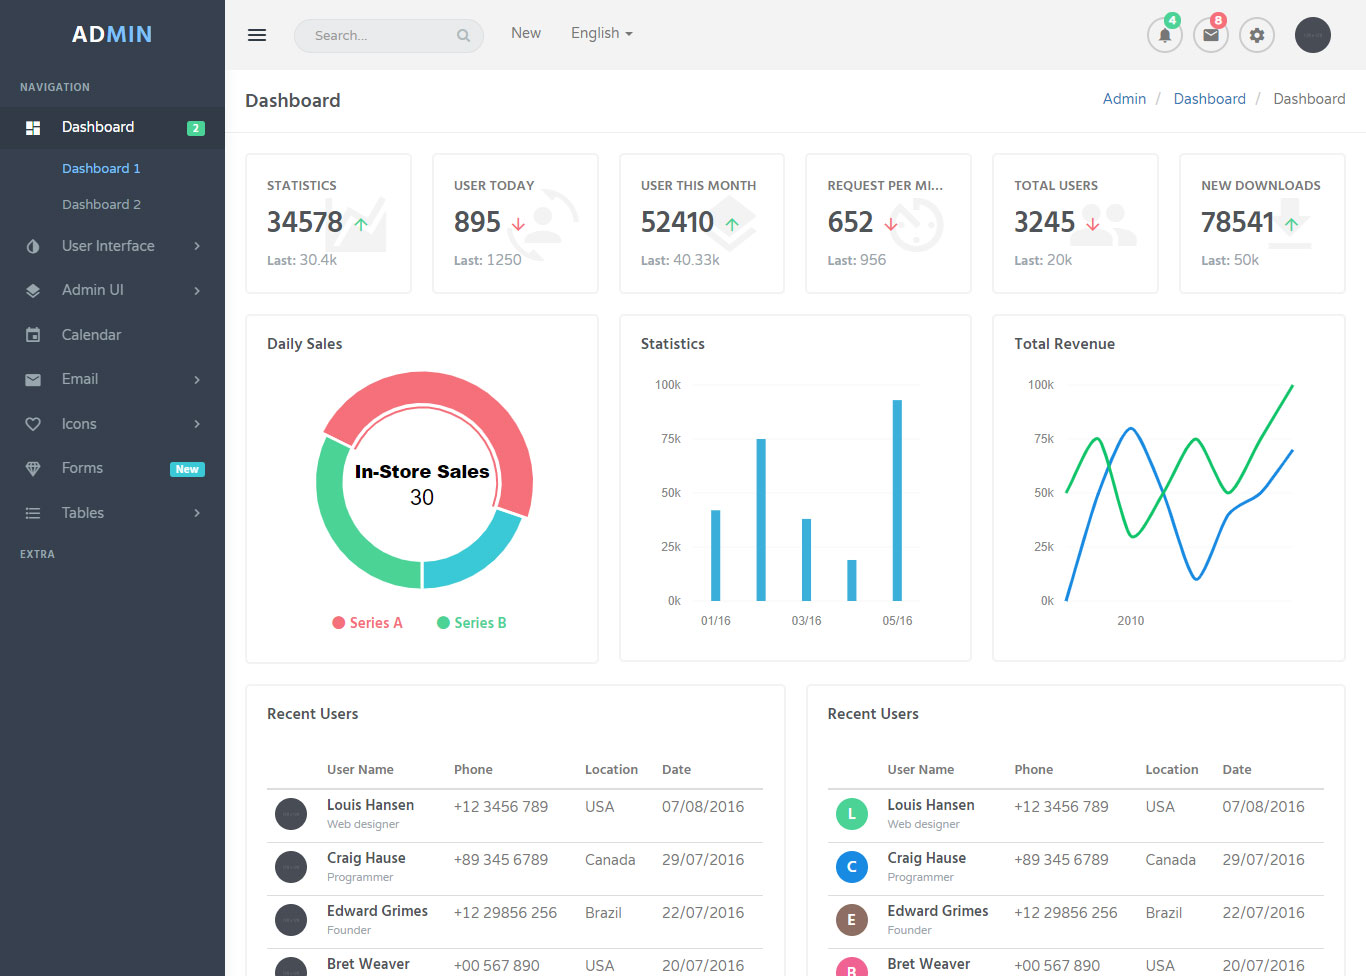 ADMIN
NAVIGATION
Dashboard 2
Dashboard 1
Dashboard 2
User Interface
Admin UI
Calendar
Email
Icons
Forms New
Tables
EXTRA
Search... New English 4 8
Dashboard
Admin / Dashboard / Dashboard
STATISTICS
34578
Last: 30.4k
USER TODAY
895
Last: 1250
USER THIS MONTH
52410
Last: 40.33k
REQUEST PER MI...
652
Last: 956
TOTAL USERS
3245
Last: 20k
NEW DOWNLOADS
78541
Last: 50k
Daily Sales
In-Store Sales
30
Series A Series B
Statistics
100k
75k
50k
25k
0k
01/16 03/16 05/16
Total Revenue
100k
75k
50k
25k
0k
2010
Recent Users
User Name Phone Location Date
Louis Hansen +12 3456 789 USA 07/08/2016
Web designer
Craig Hause +89 345 6789 Canada 29/07/2016
Programmer
Edward Grimes +12 29856 256 Brazil 22/07/2016
Founder
Bret Weaver +00 567 890 USA 20/07/2016
Recent Users
User Name Phone Location Date
L Louis Hansen +12 3456 789 USA 07/08/2016
Web designer
C Craig Hause +89 345 6789 Canada 29/07/2016
Programmer
E Edward Grimes +12 29856 256 Brazil 22/07/2016
Founder
B Bret Weaver +00 567 890 USA 20/07/2016